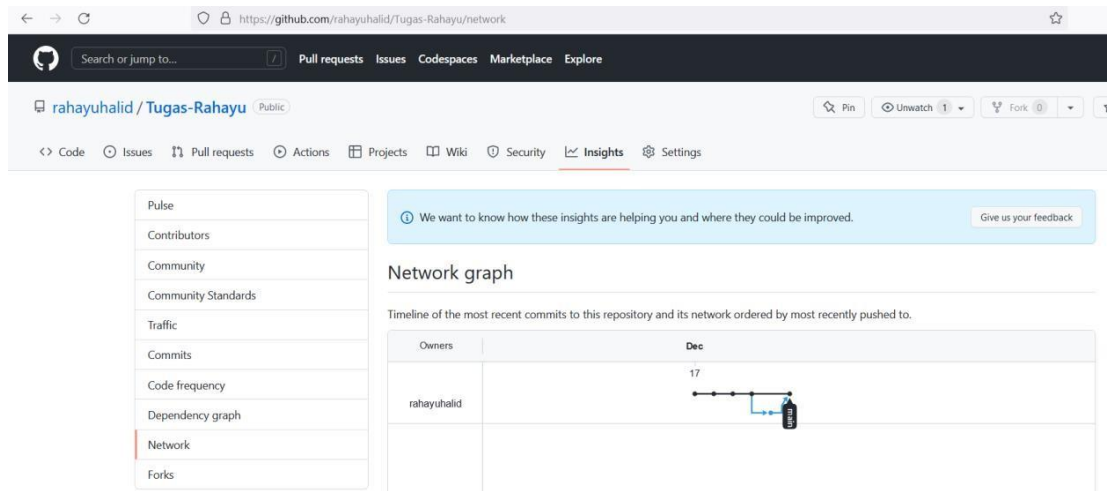 https://github.com/rahayuhalid/Tugas-Rahayu/network
Search or jump to... / Pull requests Issues Codespaces Marketplace Explore
rahayuhalid / Tugas-Rahayu Public Pin Unwatch 1 Fork 0
<> Code Issues Pull requests Actions Projects Wiki Security Insights Settings
Pulse
Contributors
Community
Community Standards
Traffic
Commits
Code frequency
Dependency graph
Network
Forks
We want to know how these insights are helping you and where they could be improved. Give us your feedback
Network graph
Timeline of the most recent commits to this repository and its network ordered by most recently pushed to.
Owners Dec
17
rahayuhalid
main